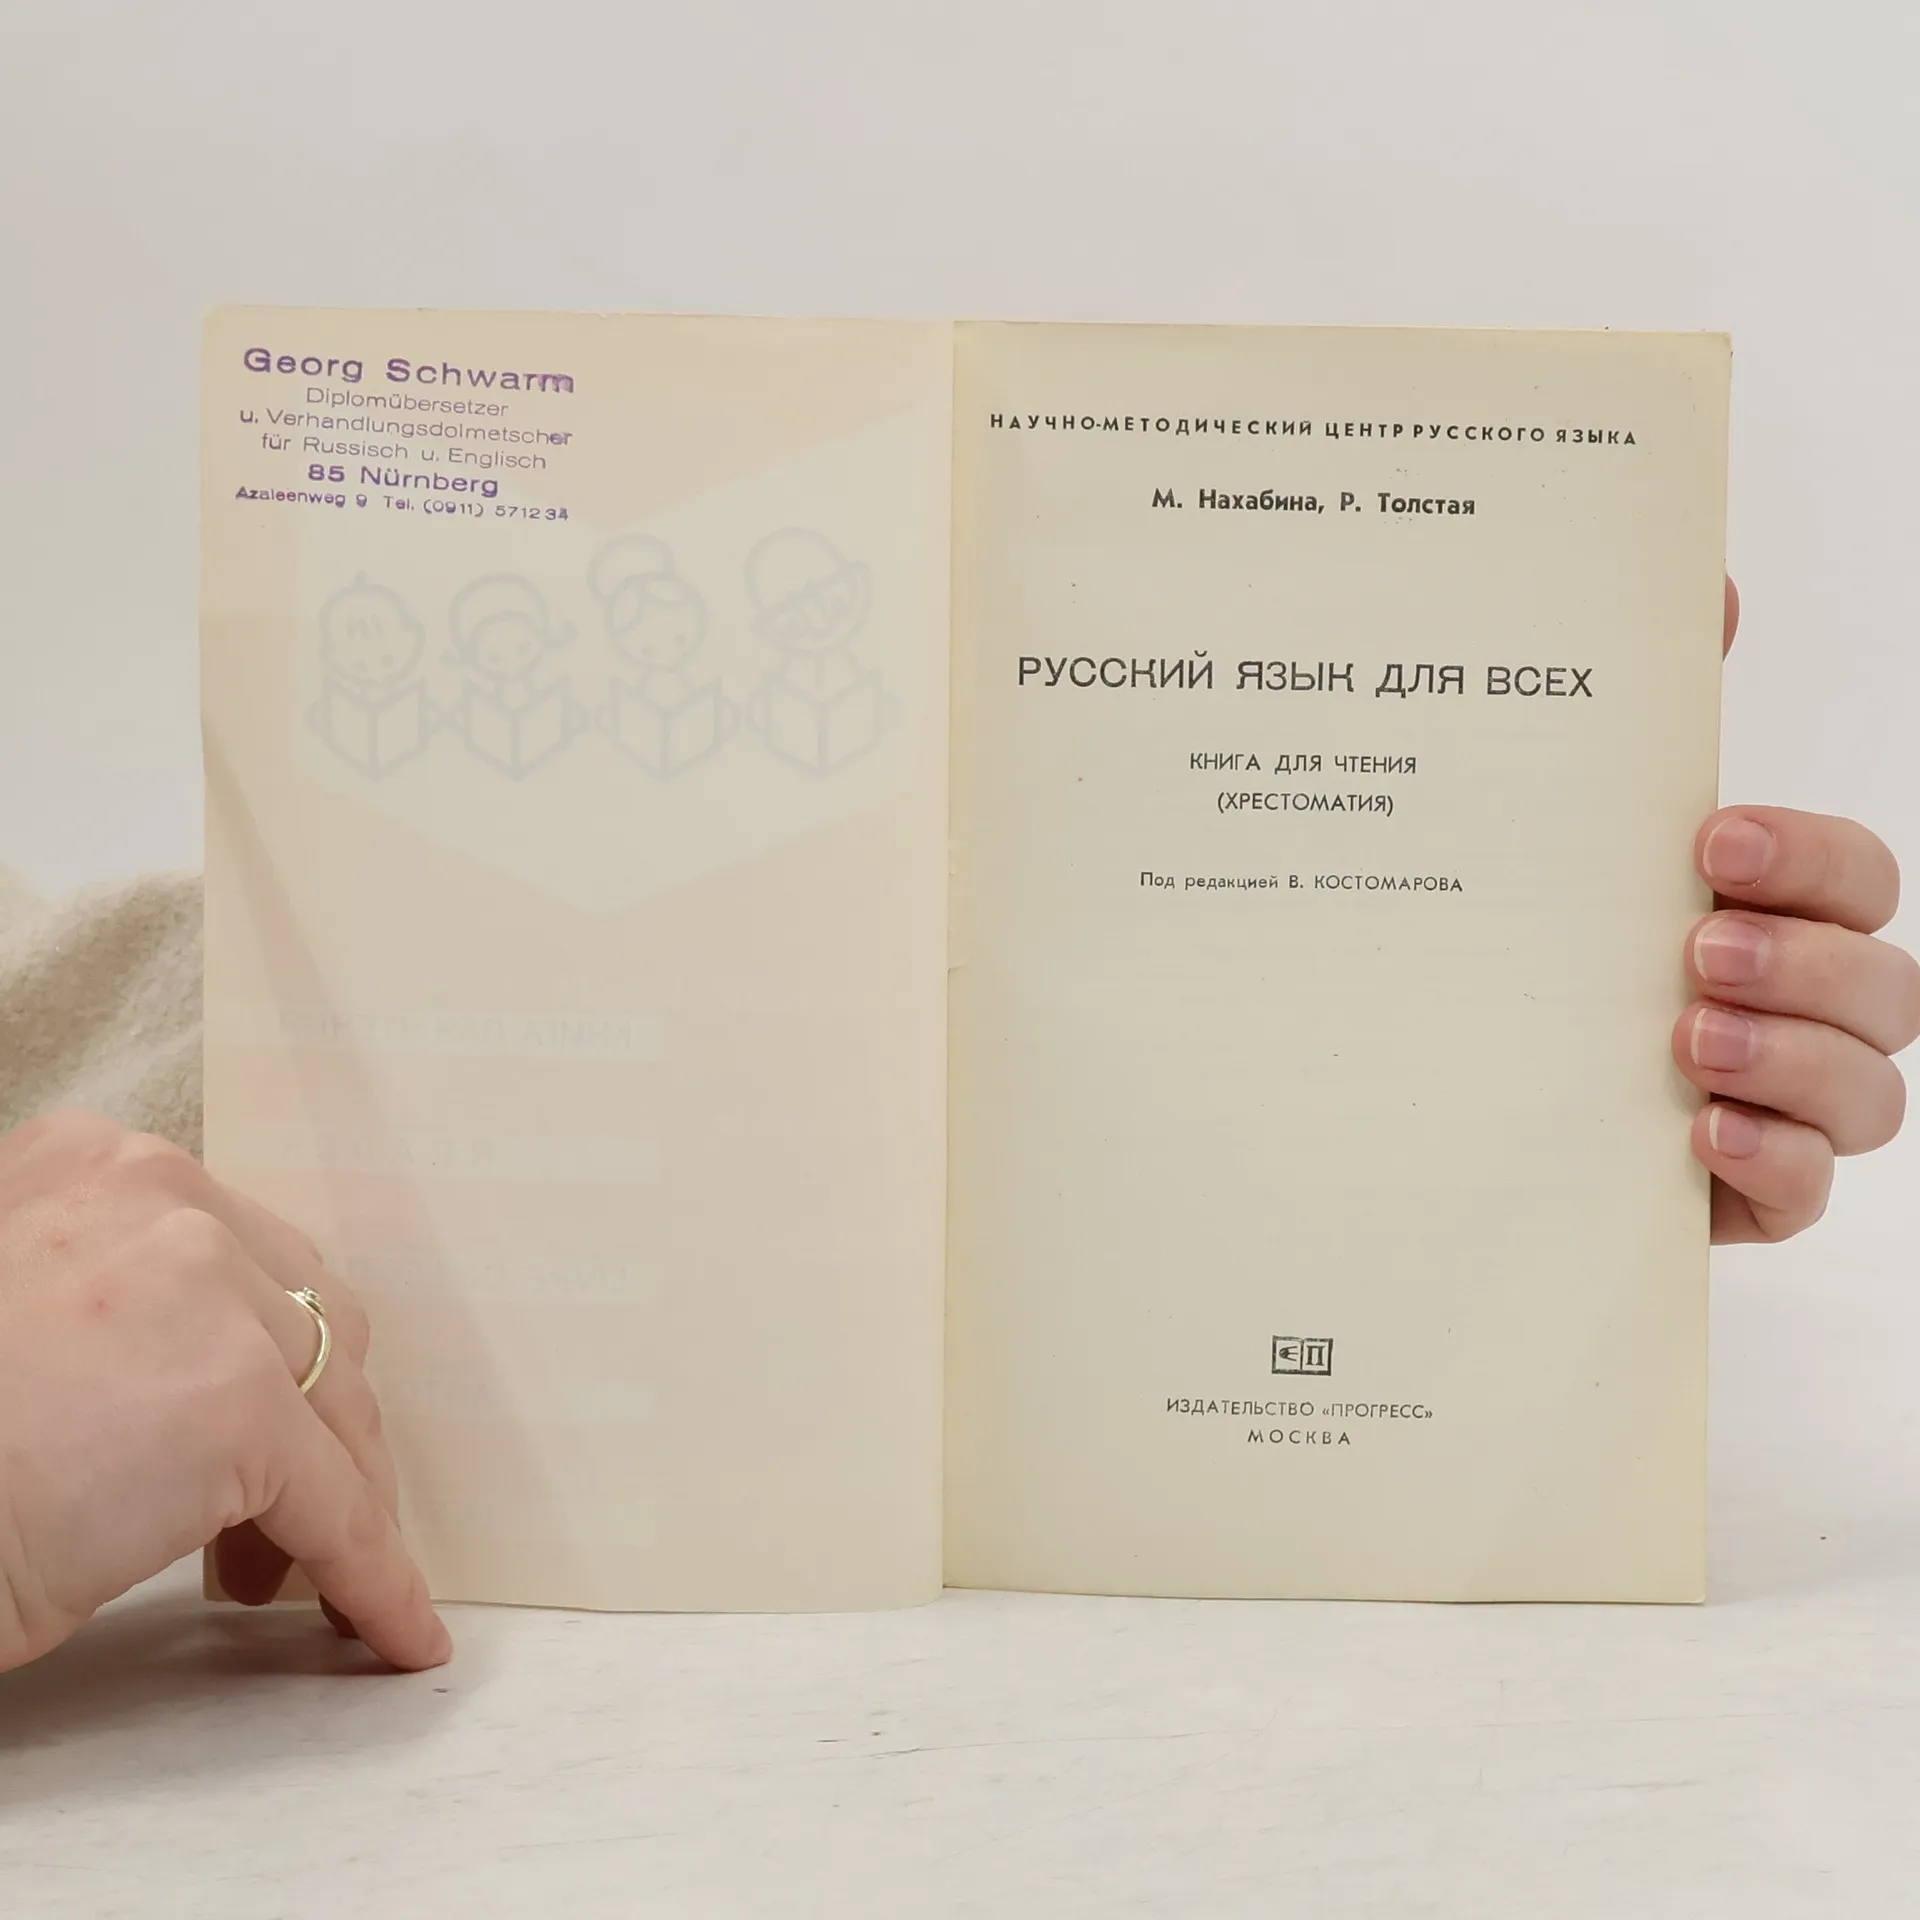 Georg Schwarm
Diplomübersetzer
u. Verhandlungsdolmetscher
für Russisch u. Englisch
85 Nürnberg
Azaleenweg 9 Tel. (0911) 571234
НАУЧНО-МЕТОДИЧЕСКИЙ ЦЕНТР РУССКОГО ЯЗЫКА
М. Нахабина, Р. Толстая
РУССКИЙ ЯЗЫК ДЛЯ ВСЕХ
КНИГА ДЛЯ ЧТЕНИЯ
(ХРЕСТОМАТИЯ)
Под редакцией В. КОСТОМАРОВА
П
ИЗДАТЕЛЬСТВО «ПРОГРЕСС»
МОСКВА